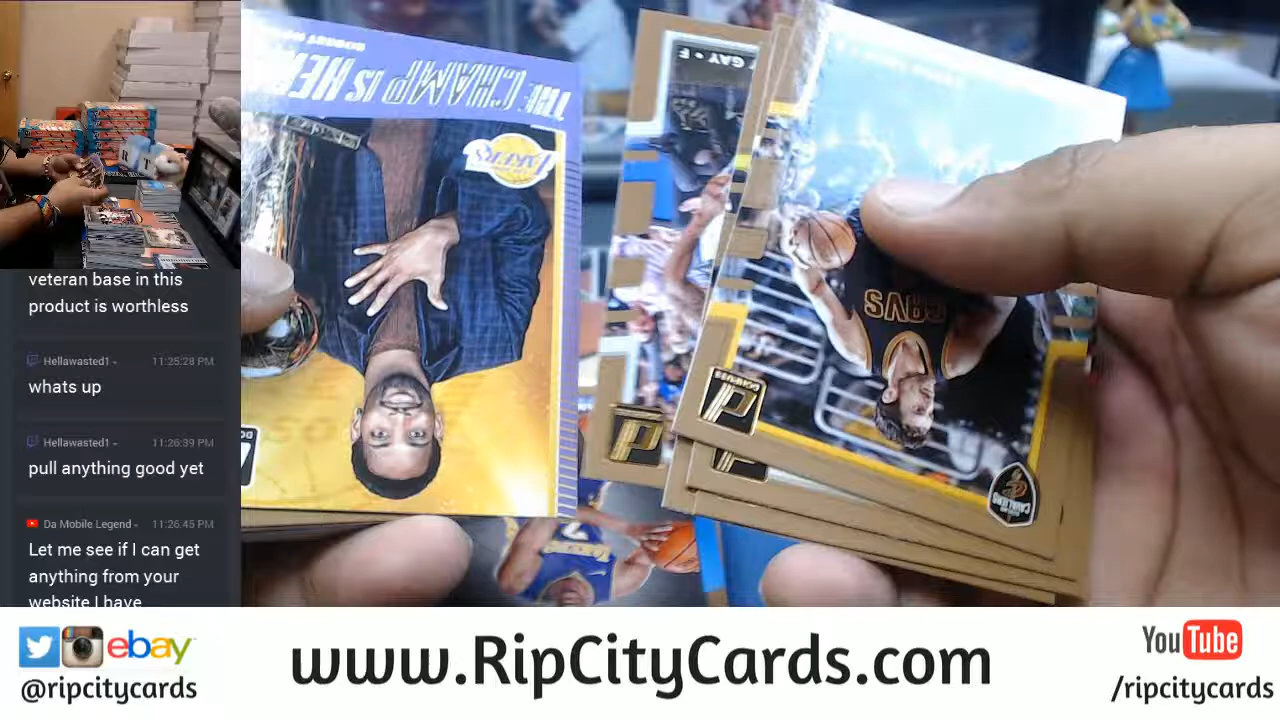 veteran base in this
product is worthless
Hellawasted1
11:25:28 PM
whats up
Hellawasted1
11:26:39 PM
pull anything good yet
Da Mobile Legend
11:26:45 PM
Let me see if I can get
anything from your
website I have
THE CHAMP IS HE
LAKERS
GAY • F
CAVS
DONRUSS
CAVALIERS
R T
ebay
@ripcitycards
www.RipCityCards.com
YouTube
/ripcitycards